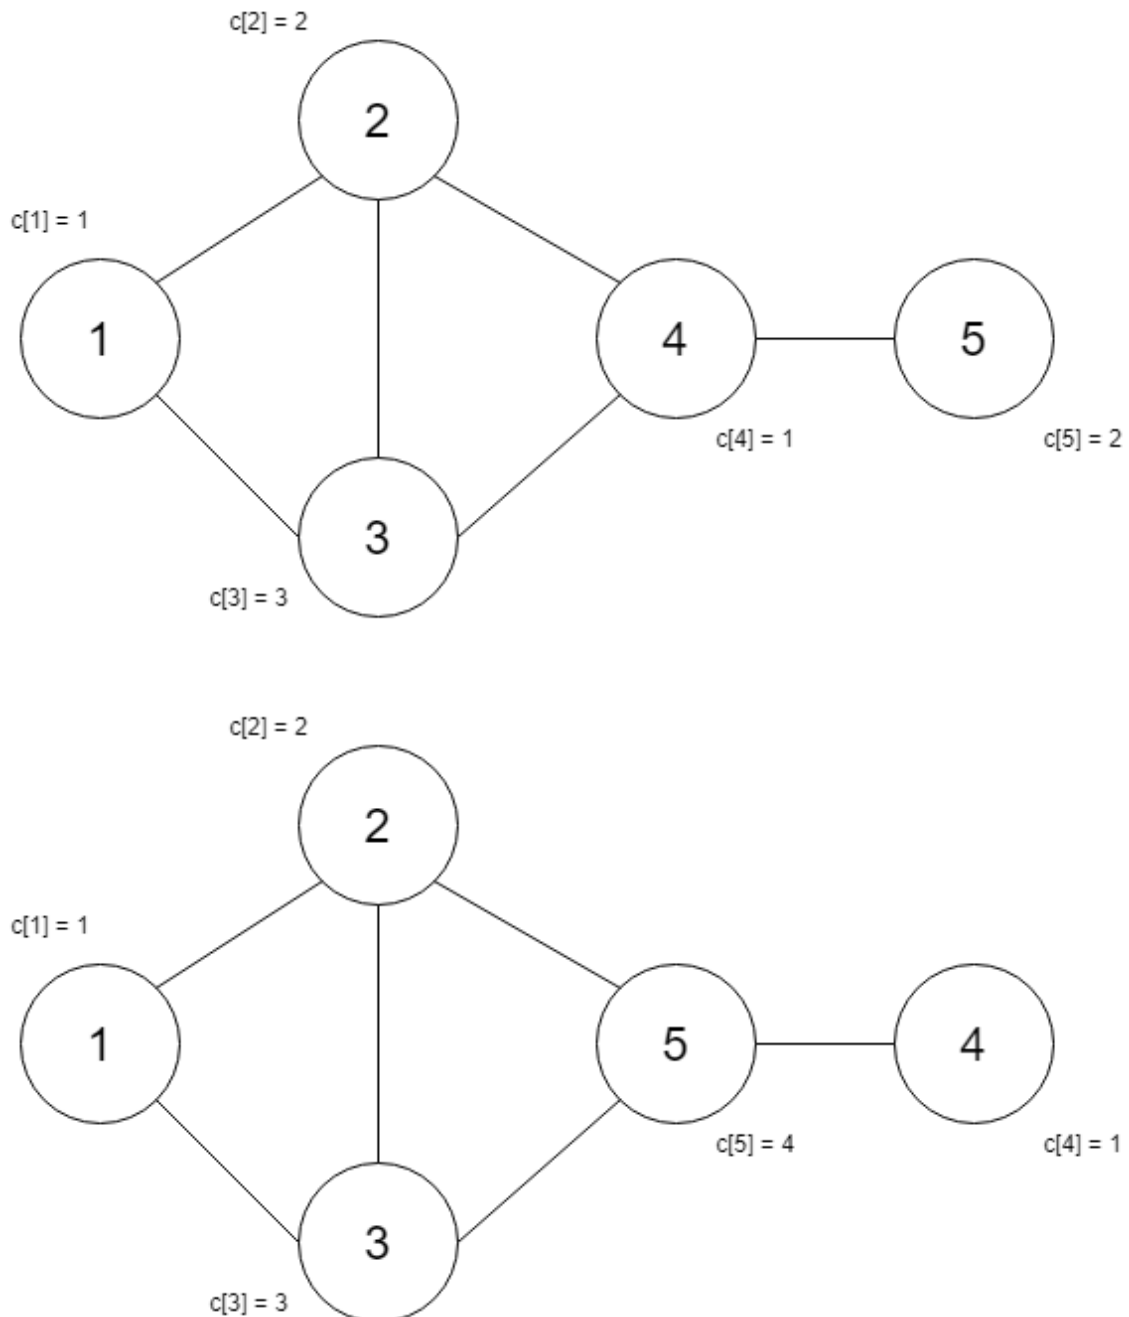 c[2] = 2
2
c[1] = 1
1
4
5
c[4] = 1
c[5] = 2
3
c[3] = 3
c[2] = 2
2
c[1] = 1
1
5
4
c[5] = 4
c[4] = 1
3
c[3] = 3